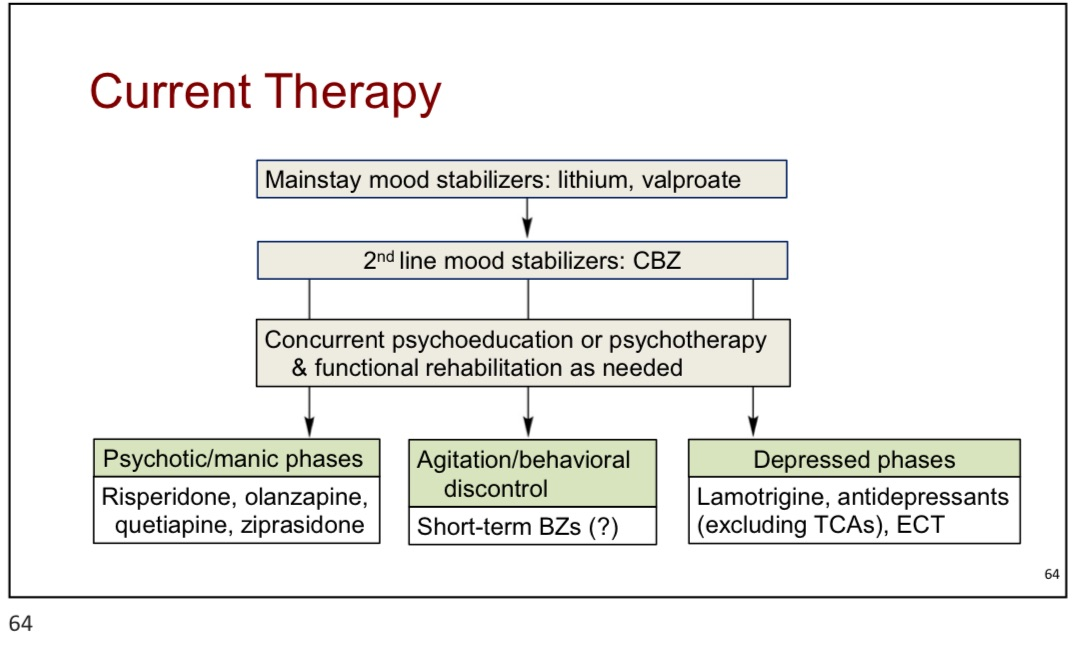 Current Therapy
Mainstay mood stabilizers: lithium, valproate
2nd line mood stabilizers: CBZ
Concurrent psychoeducation or psychotherapy
& functional rehabilitation as needed
Psychotic/manic phases
Risperidone, olanzapine,
quetiapine, ziprasidone
Agitation/behavioral
discontrol
Short-term BZs (?)
Depressed phases
Lamotrigine, antidepressants
(excluding TCAs), ECT
64
64